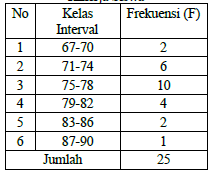 No Kelas Interval Frekuensi (F)
1 67-70 2
2 71-74 6
3 75-78 10
4 79-82 4
5 83-86 2
6 87-90 1
Jumlah 25